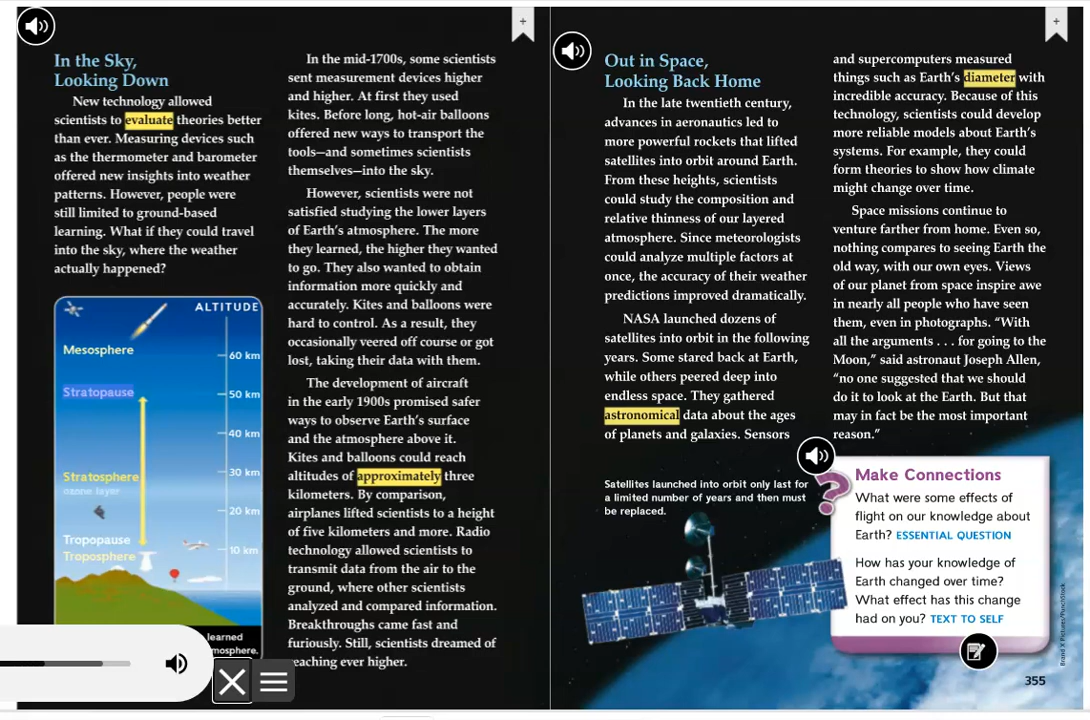 In the Sky,
Looking Down
New technology allowed
scientists to evaluate theories better
than ever. Measuring devices such
as the thermometer and barometer
offered new insights into weather
patterns. However, people were
still limited to ground-based
learning. What if they could travel
into the sky, where the weather
actually happened?
ALTITUDE
Mesosphere
60 km
Stratopause
50 km
40 km
30 km
Stratosphere
ozone layer
20 km
Tropopause
10 km
Troposphere
learned
mosphere.
In the mid-1700s, some scientists
sent measurement devices higher
and higher. At first they used
kites. Before long, hot-air balloons
offered new ways to transport the
tools—and sometimes scientists
themselves—into the sky.
However, scientists were not
satisfied studying the lower layers
of Earth's atmosphere. The more
they learned, the higher they wanted
to go. They also wanted to obtain
information more quickly and
accurately. Kites and balloons were
hard to control. As a result, they
occasionally veered off course or got
lost, taking their data with them.
The development of aircraft
in the early 1900s promised safer
ways to observe Earth's surface
and the atmosphere above it.
Kites and balloons could reach
altitudes of approximately three
kilometers. By comparison,
airplanes lifted scientists to a height
of five kilometers and more. Radio
technology allowed scientists to
transmit data from the air to the
ground, where other scientists
analyzed and compared information.
Breakthroughs came fast and
furiously. Still, scientists dreamed of
reaching ever higher.
Out in Space,
Looking Back Home
In the late twentieth century,
advances in aeronautics led to
more powerful rockets that lifted
satellites into orbit around Earth.
From these heights, scientists
could study the composition and
relative thinness of our layered
atmosphere. Since meteorologists
could analyze multiple factors at
once, the accuracy of their weather
predictions improved dramatically.
NASA launched dozens of
satellites into orbit in the following
years. Some stared back at Earth,
while others peered deep into
endless space. They gathered
astronomical data about the ages
of planets and galaxies. Sensors
and supercomputers measured
things such as Earth's diameter with
incredible accuracy. Because of this
technology, scientists could develop
more reliable models about Earth's
systems. For example, they could
form theories to show how climate
might change over time.
Space missions continue to
venture farther from home. Even so,
nothing compares to seeing Earth the
old way, with our own eyes. Views
of our planet from space inspire awe
in nearly all people who have seen
them, even in photographs. "With
all the arguments . . . for going to the
Moon," said astronaut Joseph Allen,
"no one suggested that we should
do it to look at the Earth. But that
may in fact be the most important
reason."
Satellites launched into orbit only last for
a limited number of years and then must
be replaced.
Make Connections
What were some effects of
flight on our knowledge about
Earth? ESSENTIAL QUESTION
How has your knowledge of
Earth changed over time?
What effect has this change
had on you? TEXT TO SELF
Brand X Pictures/PunchStock
355